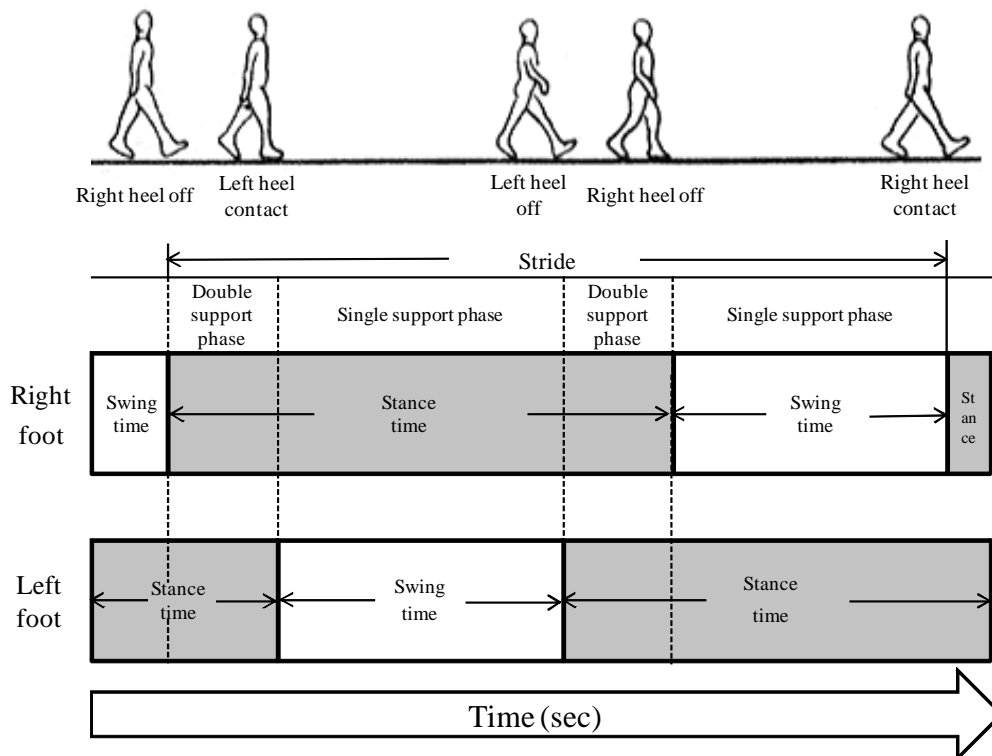 Right heel off
Left heel
contact
Left heel
off
Right heel off
Right heel
contact
Stride
Double
support
phase
Single support phase
Double
support
phase
Single support phase
Right
foot
Swing
time
Stance
time
Swing
time
St
an
ce
Left
foot
Stance
time
Swing
time
Stance
time
Time (sec)